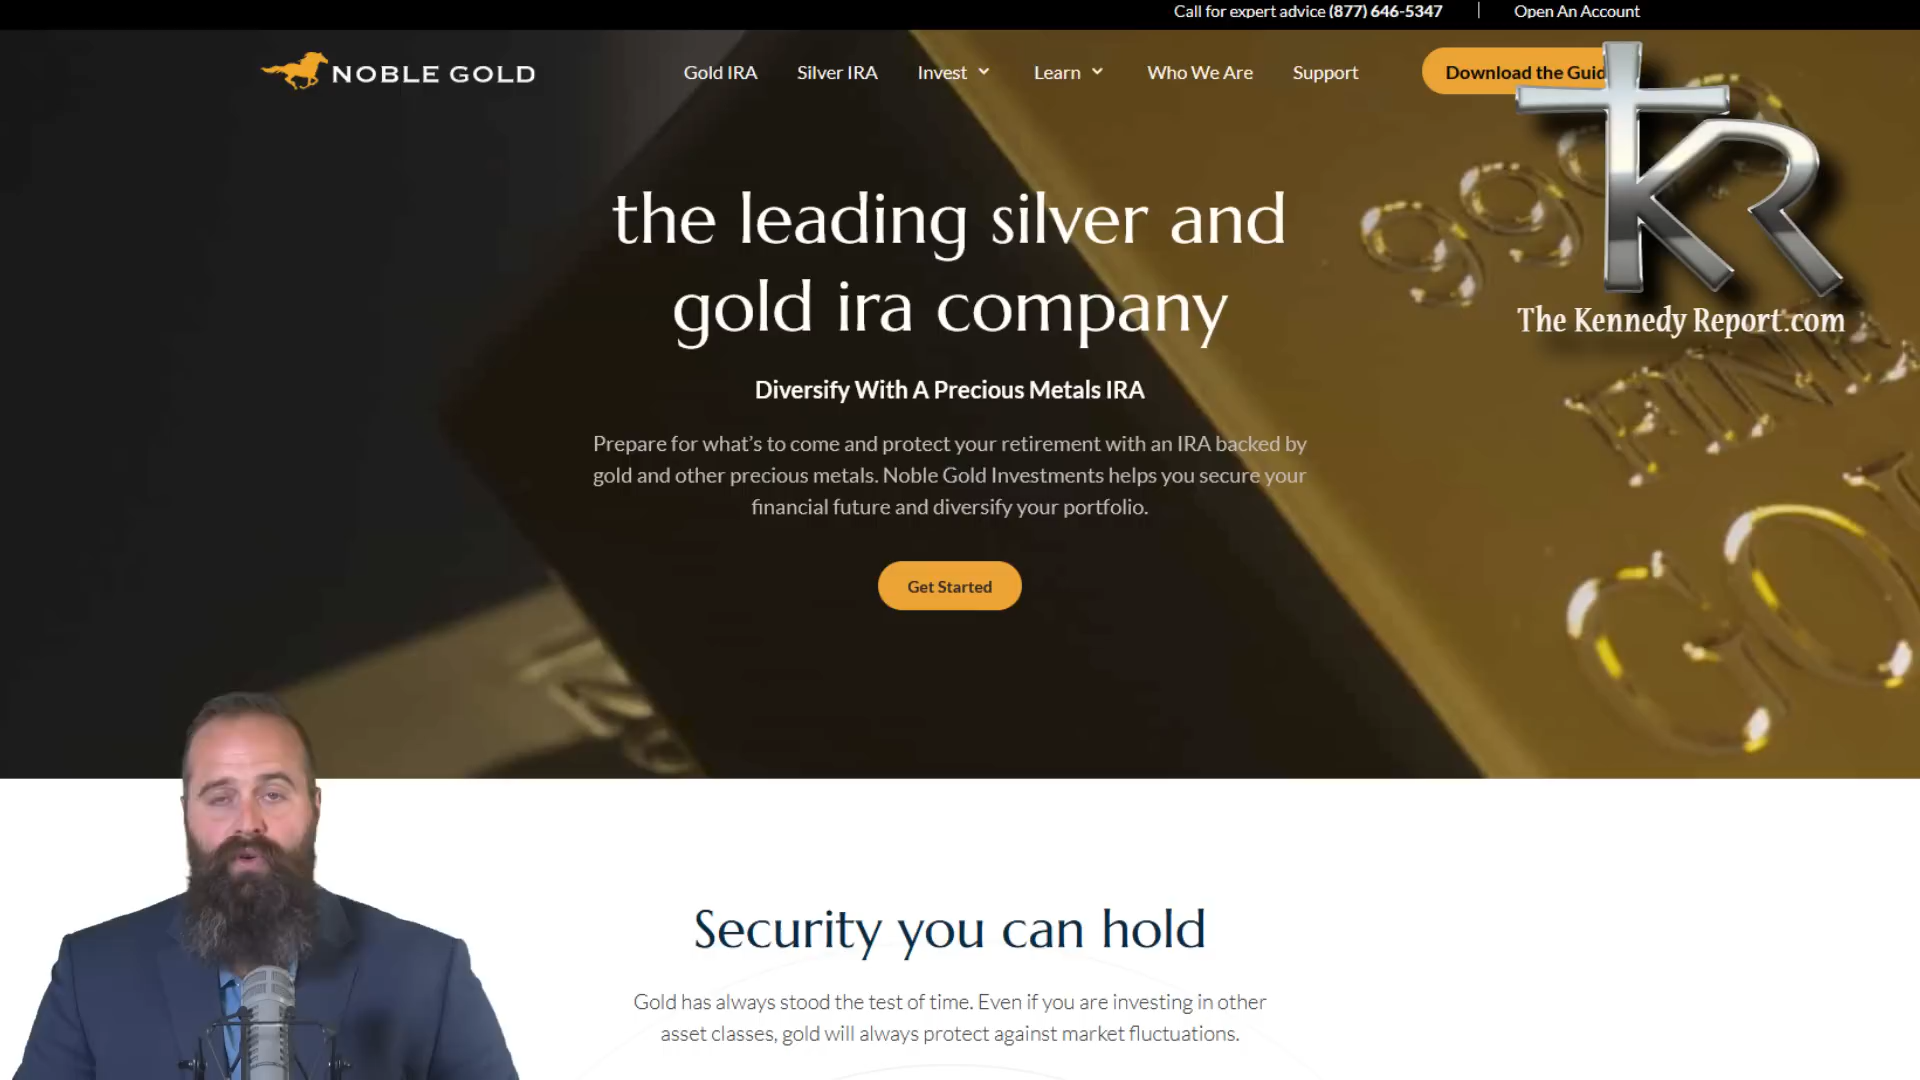 Call for expert advice (877) 646-5347 | Open An Account
NOBLE GOLD
Gold IRA Silver IRA Invest Learn Who We Are Support Download the Guid
TKR
The Kennedy Report.com
the leading silver and
gold ira company
Diversify With A Precious Metals IRA
Prepare for what's to come and protect your retirement with an IRA backed by
gold and other precious metals. Noble Gold Investments helps you secure your
financial future and diversify your portfolio.
Get Started
999
FINE
GO
Security you can hold
Gold has always stood the test of time. Even if you are investing in other
asset classes, gold will always protect against market fluctuations.